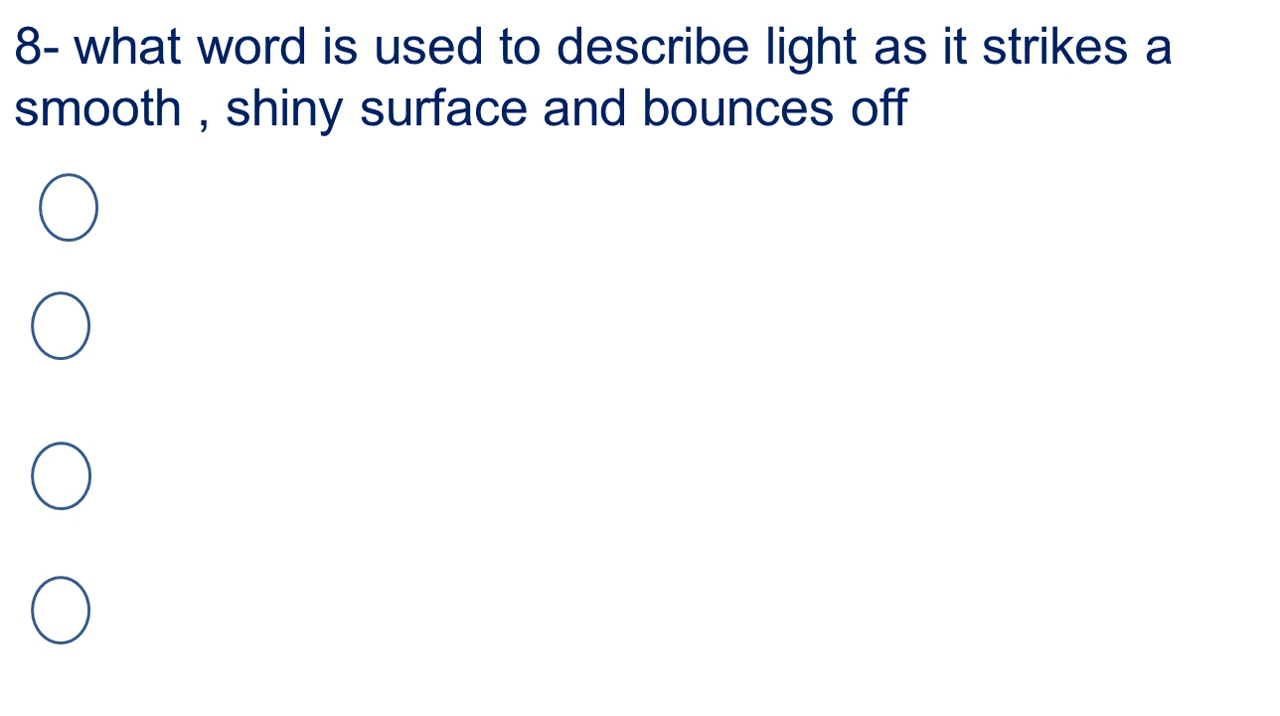 8- what word is used to describe light as it strikes a
smooth , shiny surface and bounces off